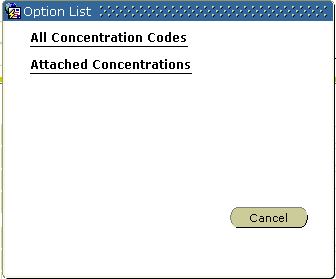 Option List
All Concentration Codes
Attached Concentrations
Cancel